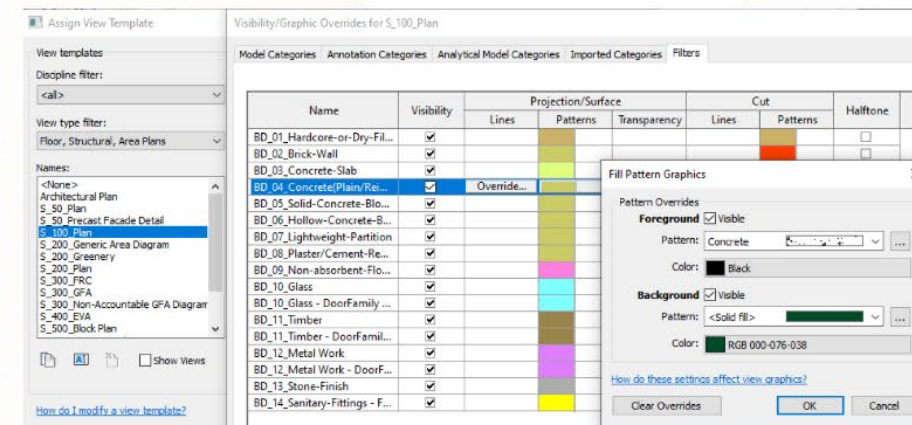 Assign View Template
View templates
Discipline filter:
<all>
View type filter:
Floor, Structural, Area Plans
Names:
<None>
Architectural Plan
S_50_Plan
S_50_Precast Facade Detail
S_100_Plan
S_200_Generic Area Diagram
S_200_Greenery
S_200_Plan
S_300_FRC
S_300_GFA
S_300_Non-Accountable GFA Diagram
S_400_EVA
S_500_Block Plan
Show Views
How do I modify a view template?
Visibility/Graphic Overrides for S_100_Plan
Model Categories Annotation Categories Analytical Model Categories Imported Categories Filters
Name Visibility Projection/Surface Cut Halftone
Lines Patterns Transparency Lines Patterns
BD_01_Hardcore-or-Dry-Fil...
BD_02_Brick-Wall
BD_03_Concrete-Slab
BD_04_Concrete(Plain/Rei... Override...
BD_05_Solid-Concrete-Blo...
BD_06_Hollow-Concrete-B...
BD_07_Lightweight-Partition
BD_08_Plaster/Cement-Re...
BD_09_Non-absorbent-Flo...
BD_10_Glass
BD_10_Glass - DoorFamily ...
BD_11_Timber
BD_11_Timber - DoorFamil...
BD_12_Metal Work
BD_12_Metal Work - DoorF...
BD_13_Stone-Finish
BD_14_Sanitary-Fittings - F...
Fill Pattern Graphics
Pattern Overrides
Foreground Visible
Pattern: Concrete ...
Color: Black
Background Visible
Pattern: <Solid fill> ...
Color: RGB 000-076-038
How do these settings affect view graphics?
Clear Overrides OK Cancel